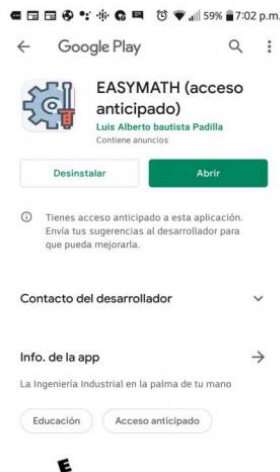 59% 7:02 p.m.
Google Play
EASYMATH (acceso
anticipado)
Luis Alberto bautista Padilla
Contiene anuncios
Desinstalar
Abrir
Tienes acceso anticipado a esta aplicación.
Envía tus sugerencias al desarrollador para
que pueda mejorarla.
Contacto del desarrollador
Info. de la app
La Ingeniería Industrial en la palma de tu mano
Educación
Acceso anticipado
E